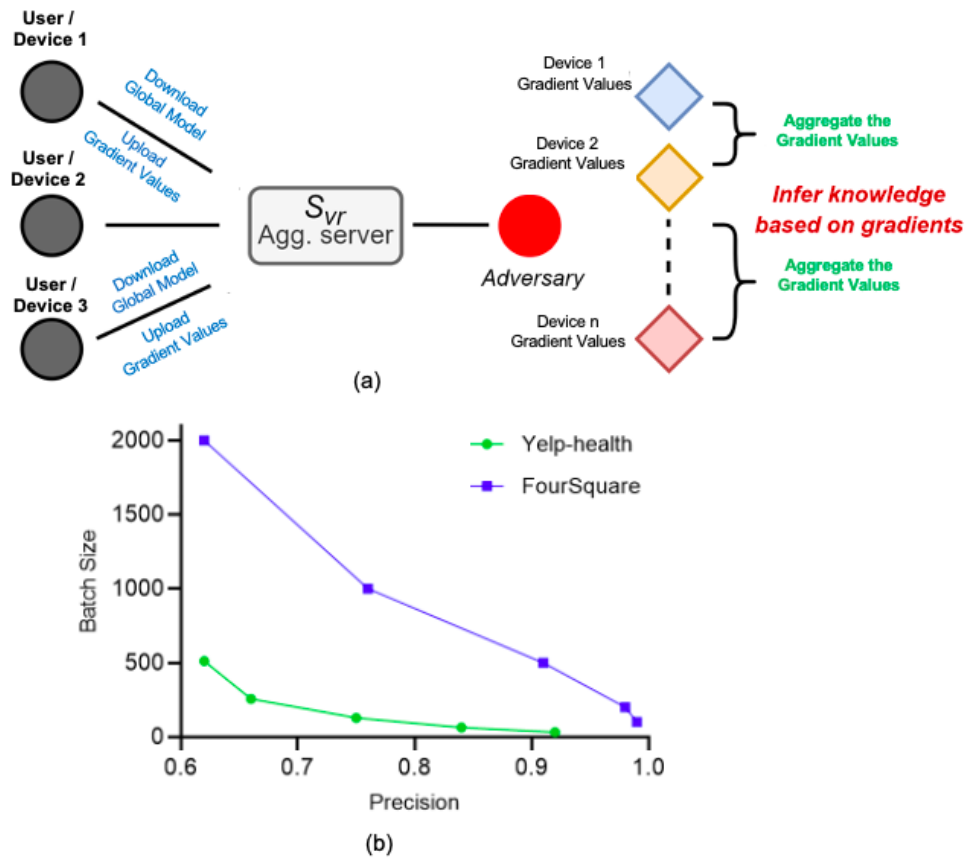 User /
Device 1
Download
Global Model
Upload
Gradient Values
User /
Device 2
User /
Device 3
Download
Global Model
Upload
Gradient Values
Svr
Agg. server
Adversary
Device 1
Gradient Values
Device 2
Gradient Values
Device n
Gradient Values
Aggregate the
Gradient Values
Infer knowledge
based on gradients
Aggregate the
Gradient Values
(a)
Yelp-health
FourSquare
Batch Size
2000
1500
1000
500
0
0.6 0.7 0.8 0.9 1.0
Precision
(b)